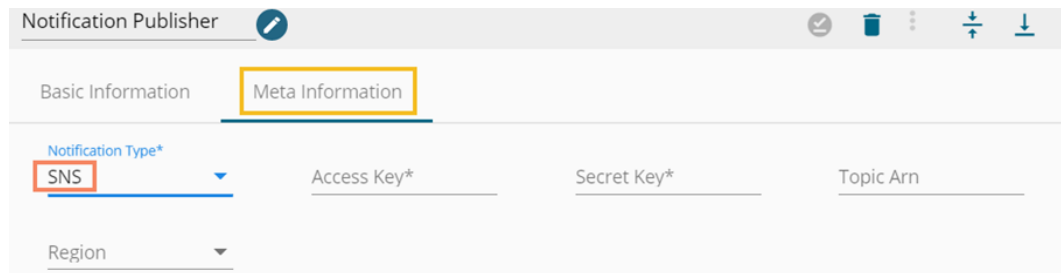 Notification Publisher
Basic Information Meta Information
Notification Type*
SNS Access Key* Secret Key* Topic Arn
Region